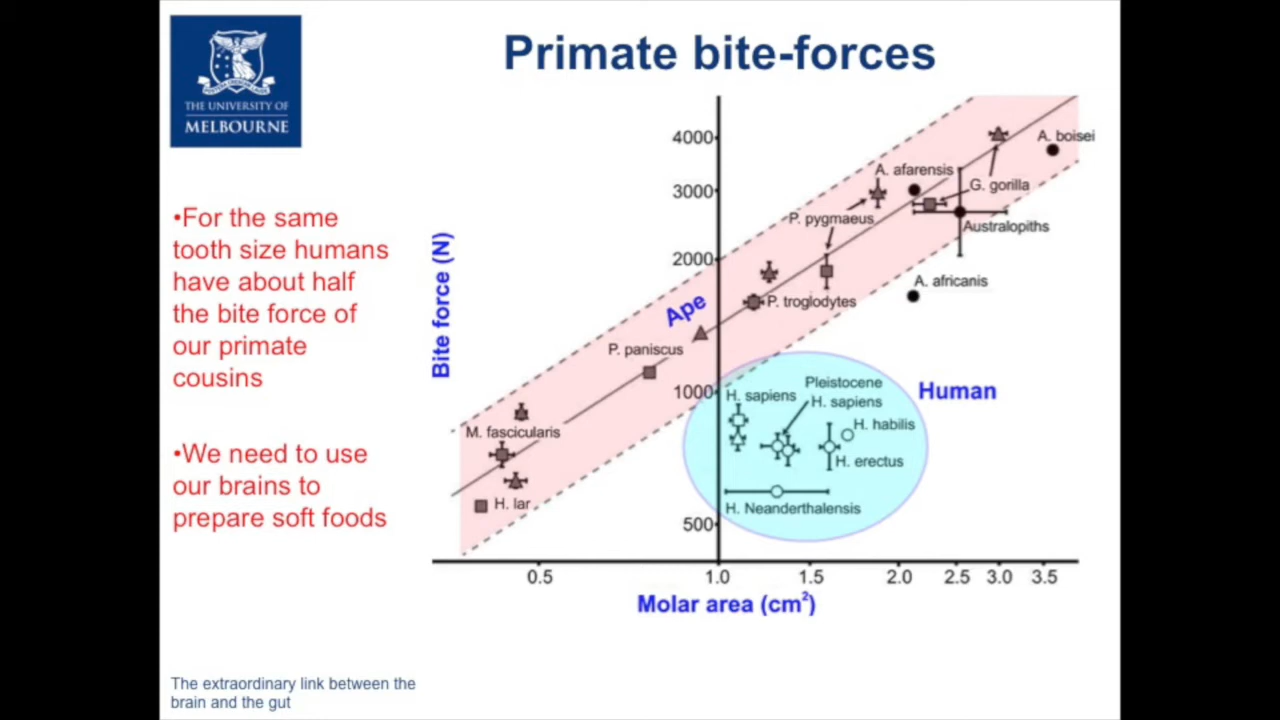 THE UNIVERSITY OF
MELBOURNE
Primate bite-forces
•For the same
tooth size humans
have about half
the bite force of
our primate
cousins
•We need to use
our brains to
prepare soft foods
Bite force (N)
4000
3000
2000
1000
500
A. boisei
A. afarensis
G. gorilla
P. pygmaeus
Australopiths
A. africanis
P. troglodytes
Ape
P. paniscus
M. fascicularis
H. lar
Human
H. sapiens
Pleistocene
H. sapiens
H. habilis
H. erectus
H. Neanderthalensis
0.5
1.0
1.5
2.0
2.5
3.0
3.5
Molar area (cm²)
The extraordinary link between the
brain and the gut